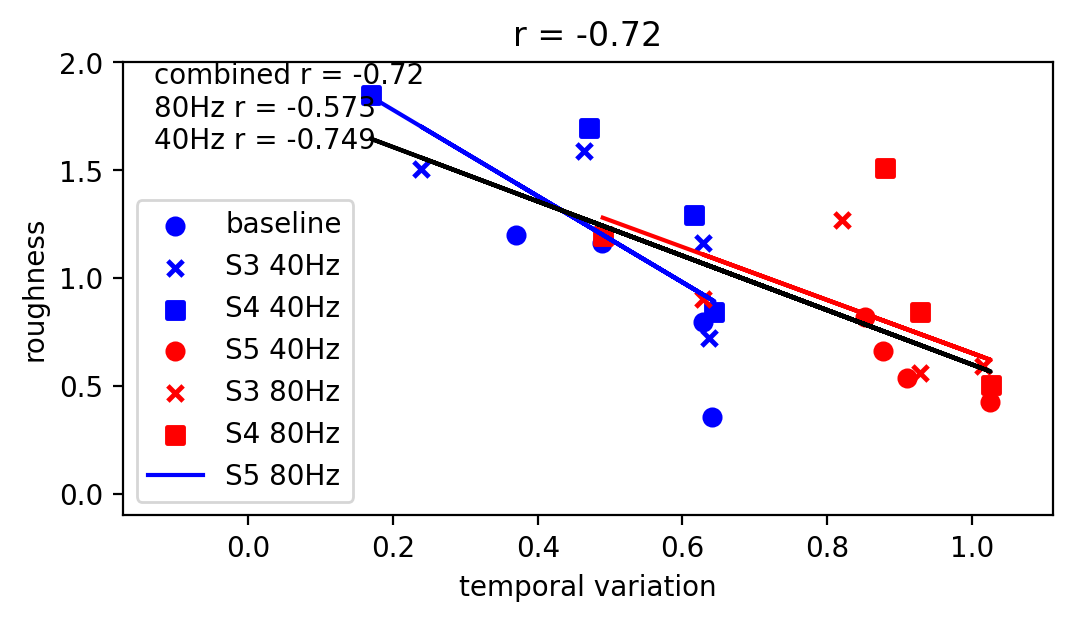 r = -0.72
combined r = -0.72
80Hz r = -0.573
40Hz r = -0.749
baseline
S3 40Hz
S4 40Hz
S5 40Hz
S3 80Hz
S4 80Hz
S5 80Hz
roughness
2.0
1.5
1.0
0.5
0.0
0.0 0.2 0.4 0.6 0.8 1.0
temporal variation